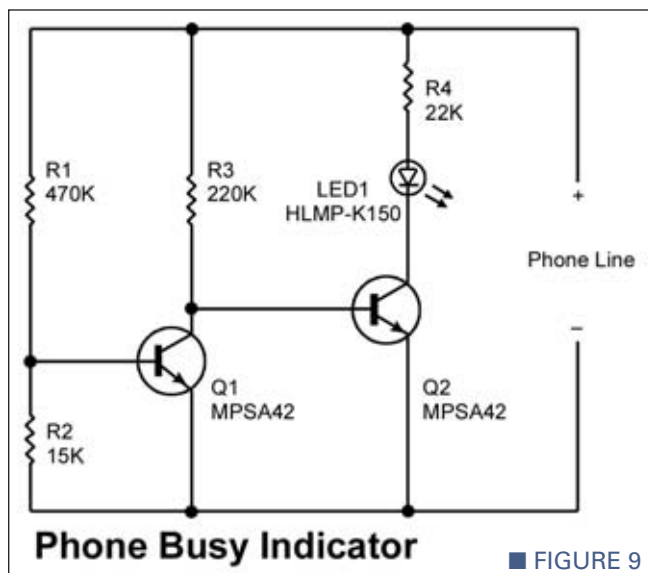 R4
22K
R1
470K
R3
220K
LED1
HLMP-K150
+
Phone Line
–
Q1
MPSA42
Q2
MPSA42
R2
15K
Phone Busy Indicator
■ FIGURE 9